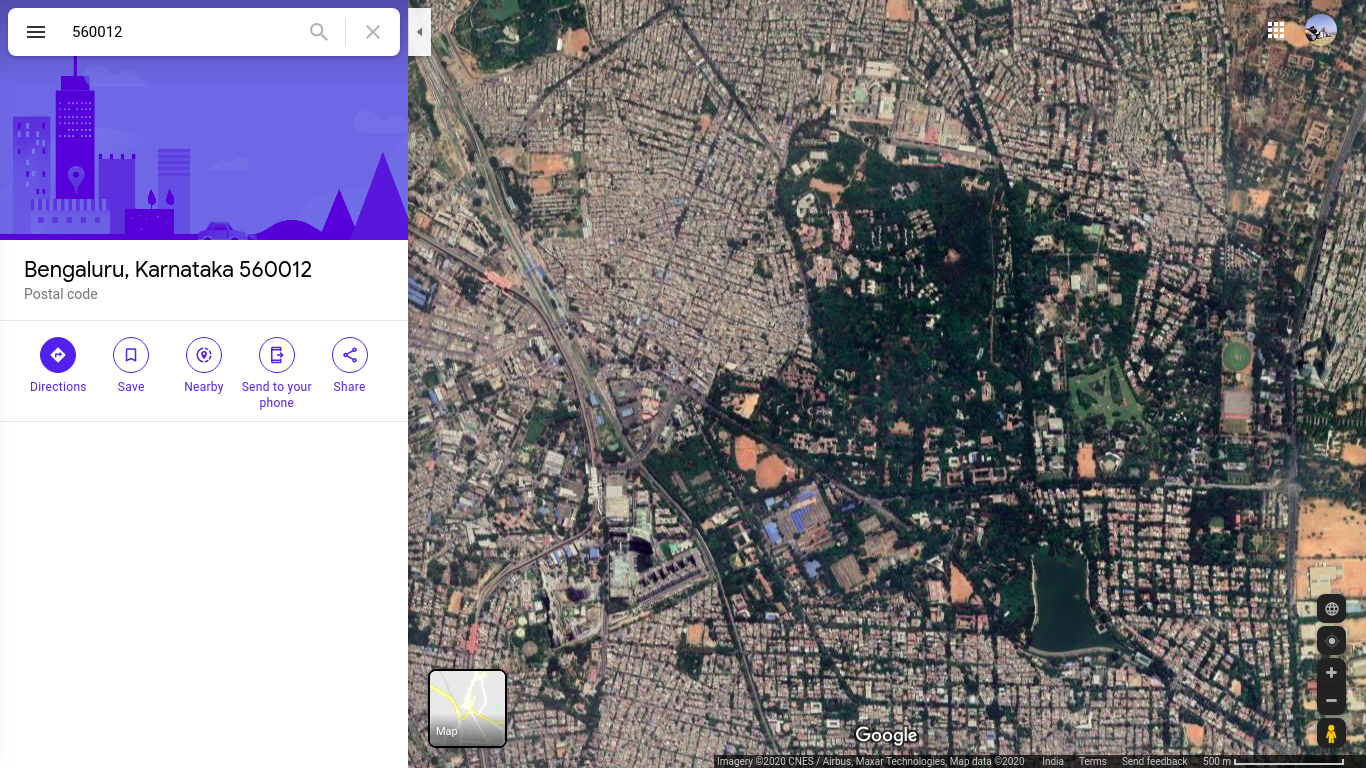 560012
Bengaluru, Karnataka 560012
Postal code
Directions
Save
Nearby
Send to your
phone
Share
Map
Google
Imagery ©2020 CNES / Airbus, Maxar Technologies, Map data ©2020 India Terms Send feedback 500 m